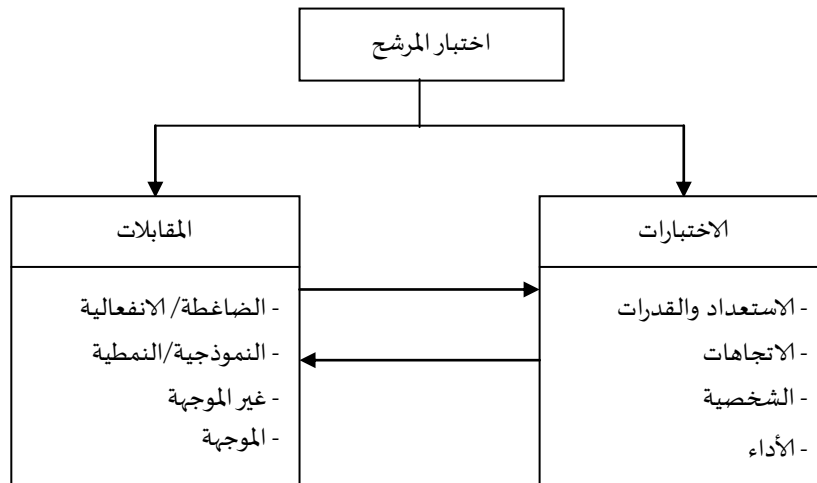 اختبار المرشح
الاختبارات
- الاستعداد والقدرات
- الاتجاهات
- الشخصية
- الأداء
المقابلات
- الضاغطة/ الانفعالية
- النموذجية/النمطية
- غير الموجهة
- الموجهة